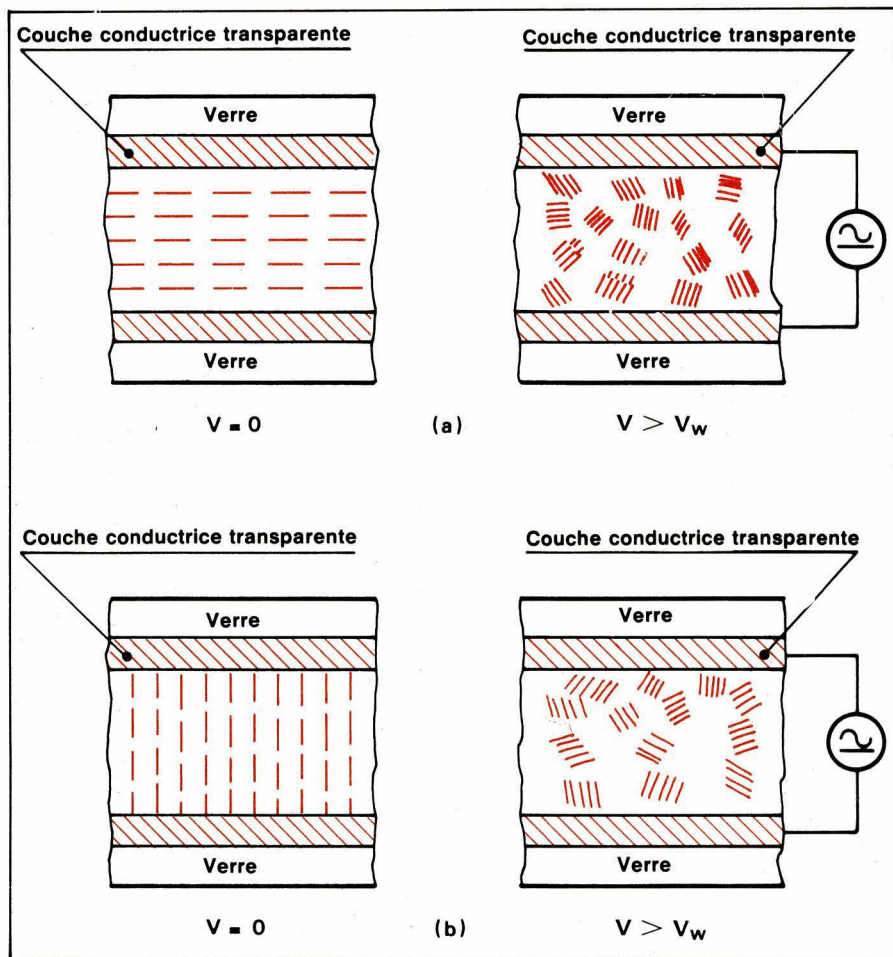 Couche conductrice transparente
Couche conductrice transparente
Verre
Verre
Verre
Verre
V = 0
(a)
V > Vw
Couche conductrice transparente
Couche conductrice transparente
Verre
Verre
Verre
Verre
V = 0
(b)
V > Vw